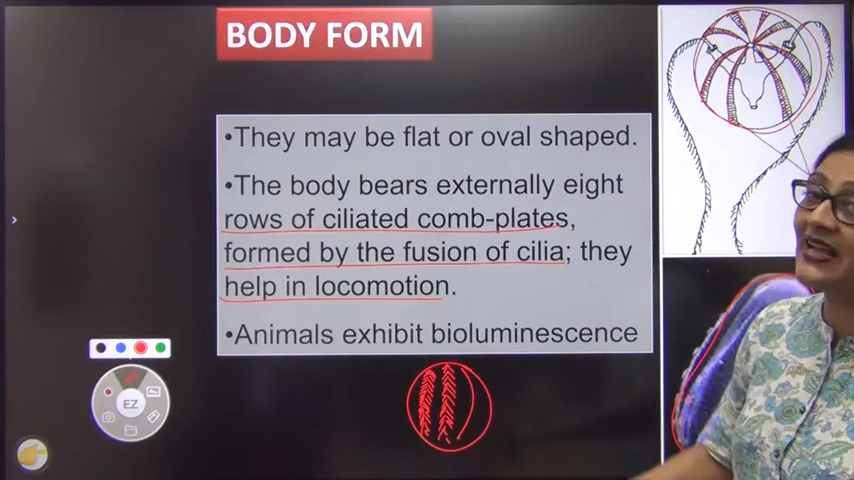 BODY FORM
•They may be flat or oval shaped.
•The body bears externally eight
rows of ciliated comb-plates,
formed by the fusion of cilia; they
help in locomotion.
•Animals exhibit bioluminescence
EZ